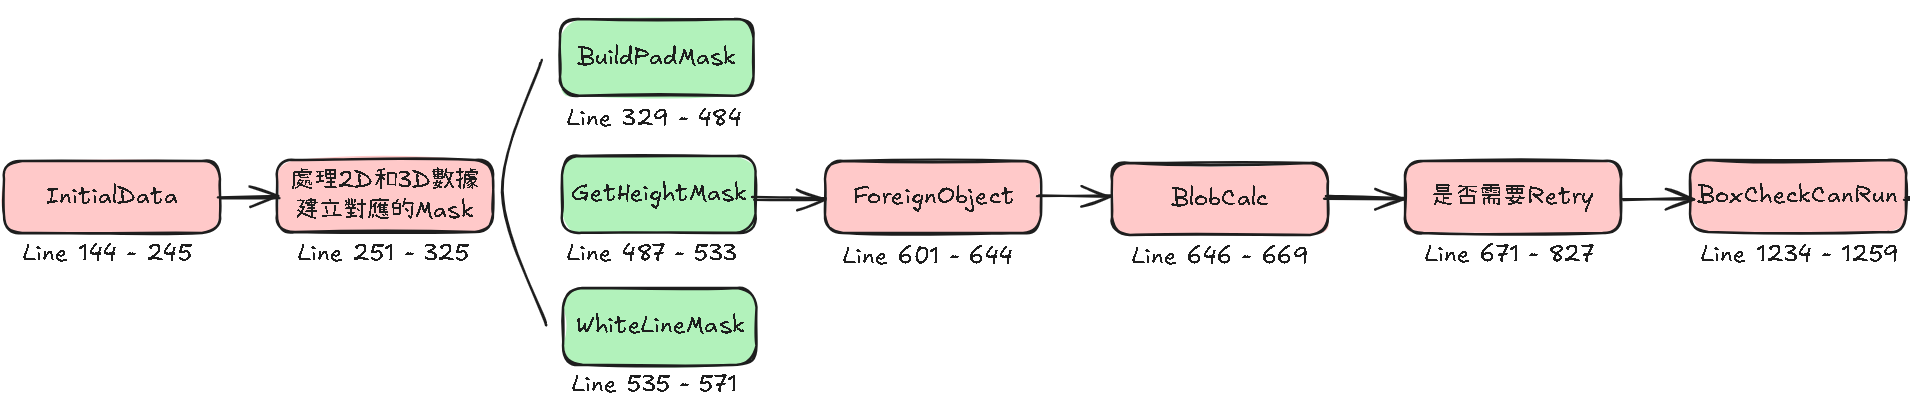 InitialData
Line 144 - 245
處理2D和3D數據
建立對應的Mask
Line 251 - 325
BuildPadMask
Line 329 - 484
GetHeightMask
Line 487 - 533
WhiteLineMask
Line 535 - 571
ForeignObject
Line 601 - 644
BlobCalc
Line 646 - 669
是否需要Retry
Line 671 - 827
BoxCheckCanRun
Line 1234 - 1259